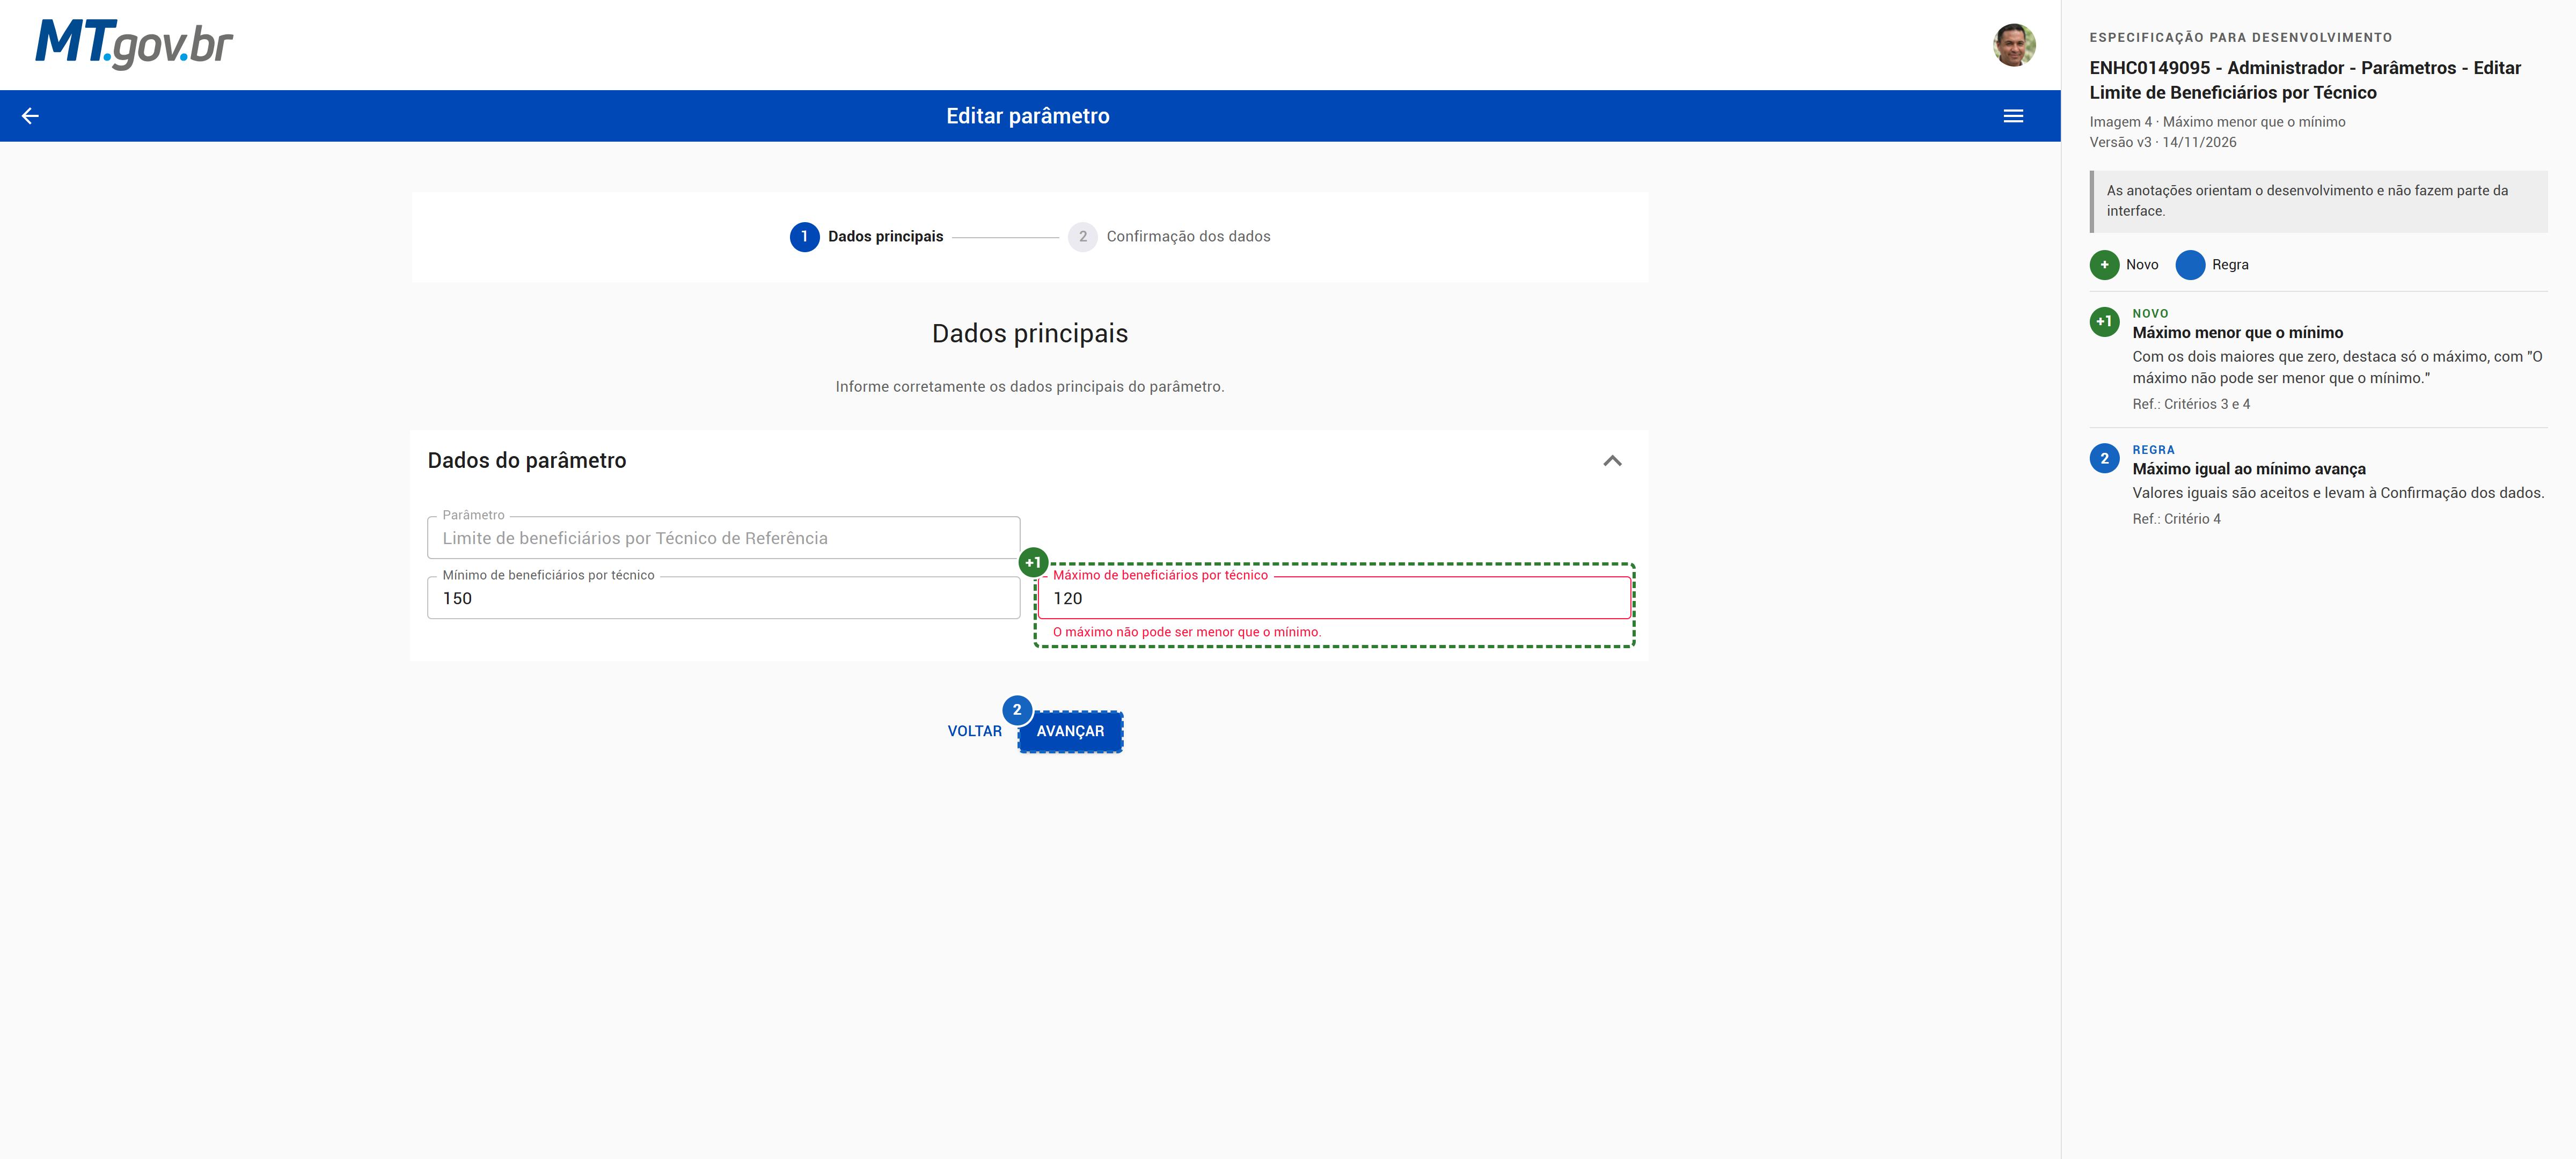 MT.gov.br
Editar parâmetro
1 Dados principais 2 Confirmação dos dados
Dados principais
Informe corretamente os dados principais do parâmetro.
Dados do parâmetro
Parâmetro
Limite de beneficiários por Técnico de Referência
+1
Mínimo de beneficiários por técnico
150
Máximo de beneficiários por técnico
120
O máximo não pode ser menor que o mínimo.
2
VOLTAR
AVANÇAR
ESPECIFICAÇÃO PARA DESENVOLVIMENTO
ENHC0149095 - Administrador - Parâmetros - Editar
Limite de Beneficiários por Técnico
Imagem 4 · Máximo menor que o mínimo
Versão v3 · 14/11/2026
As anotações orientam o desenvolvimento e não fazem parte da
interface.
+ Novo Regra
+1 NOVO
Máximo menor que o mínimo
Com os dois maiores que zero, destaca só o máximo, com "O
máximo não pode ser menor que o mínimo."
Ref.: Critérios 3 e 4
2 REGRA
Máximo igual ao mínimo avança
Valores iguais são aceitos e levam à Confirmação dos dados.
Ref.: Critério 4